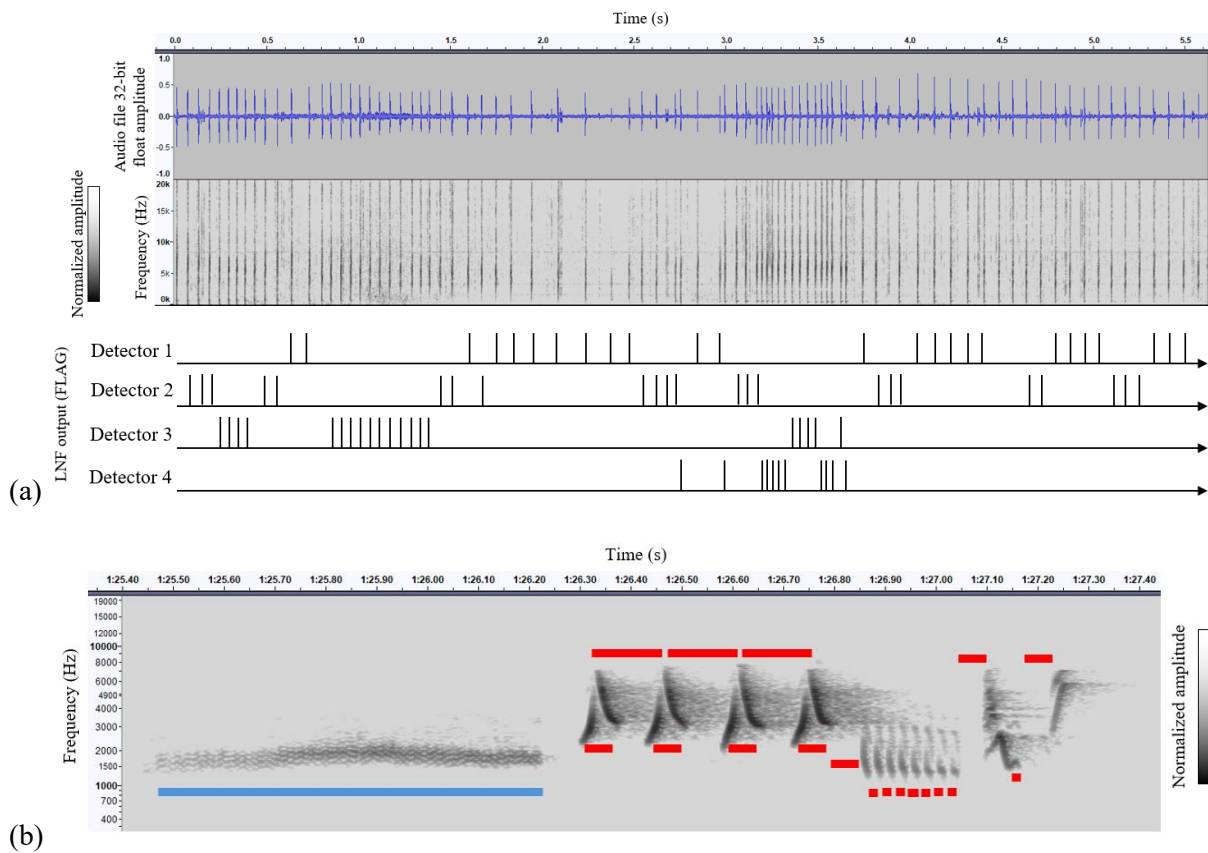 Time (s)
0.0 0.5 1.0 1.5 2.0 2.5 3.0 3.5 4.0 4.5 5.0 5.5
Audio file 32-bit
float amplitude
1.0
0.5
0.0
-0.5
-1.0
Normalized amplitude
Frequency (Hz)
20k
15k
10k
5k
0k
LNF output (FLAG)
Detector 1
Detector 2
Detector 3
Detector 4
(a)
Time (s)
1:25.40 1:25.50 1:25.60 1:25.70 1:25.80 1:25.90 1:26.00 1:26.10 1:26.20 1:26.30 1:26.40 1:26.50 1:26.60 1:26.70 1:26.80 1:26.90 1:27.00 1:27.10 1:27.20 1:27.30 1:27.40
Frequency (Hz)
19000
15000
12000
10000
8000
6000
4900
4000
3000
2000
1500
1000
700
400
Normalized amplitude
(b)